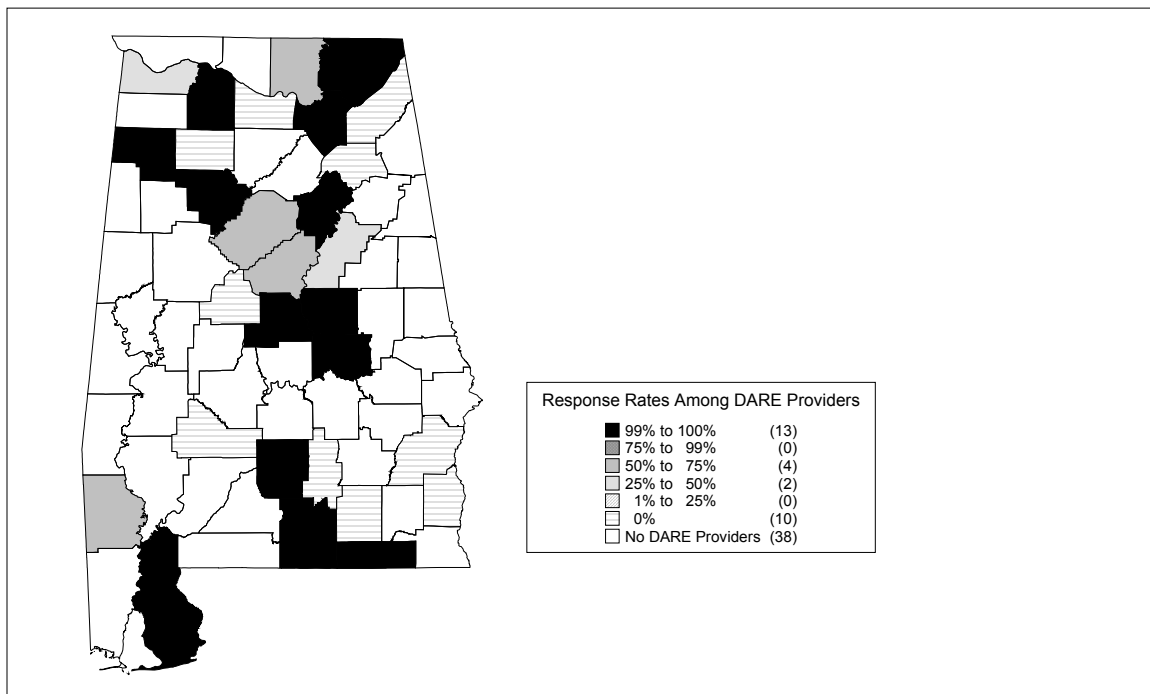 Response Rates Among DARE Providers
99% to 100% (13)
75% to 99% (0)
50% to 75% (4)
25% to 50% (2)
1% to 25% (0)
0% (10)
No DARE Providers (38)